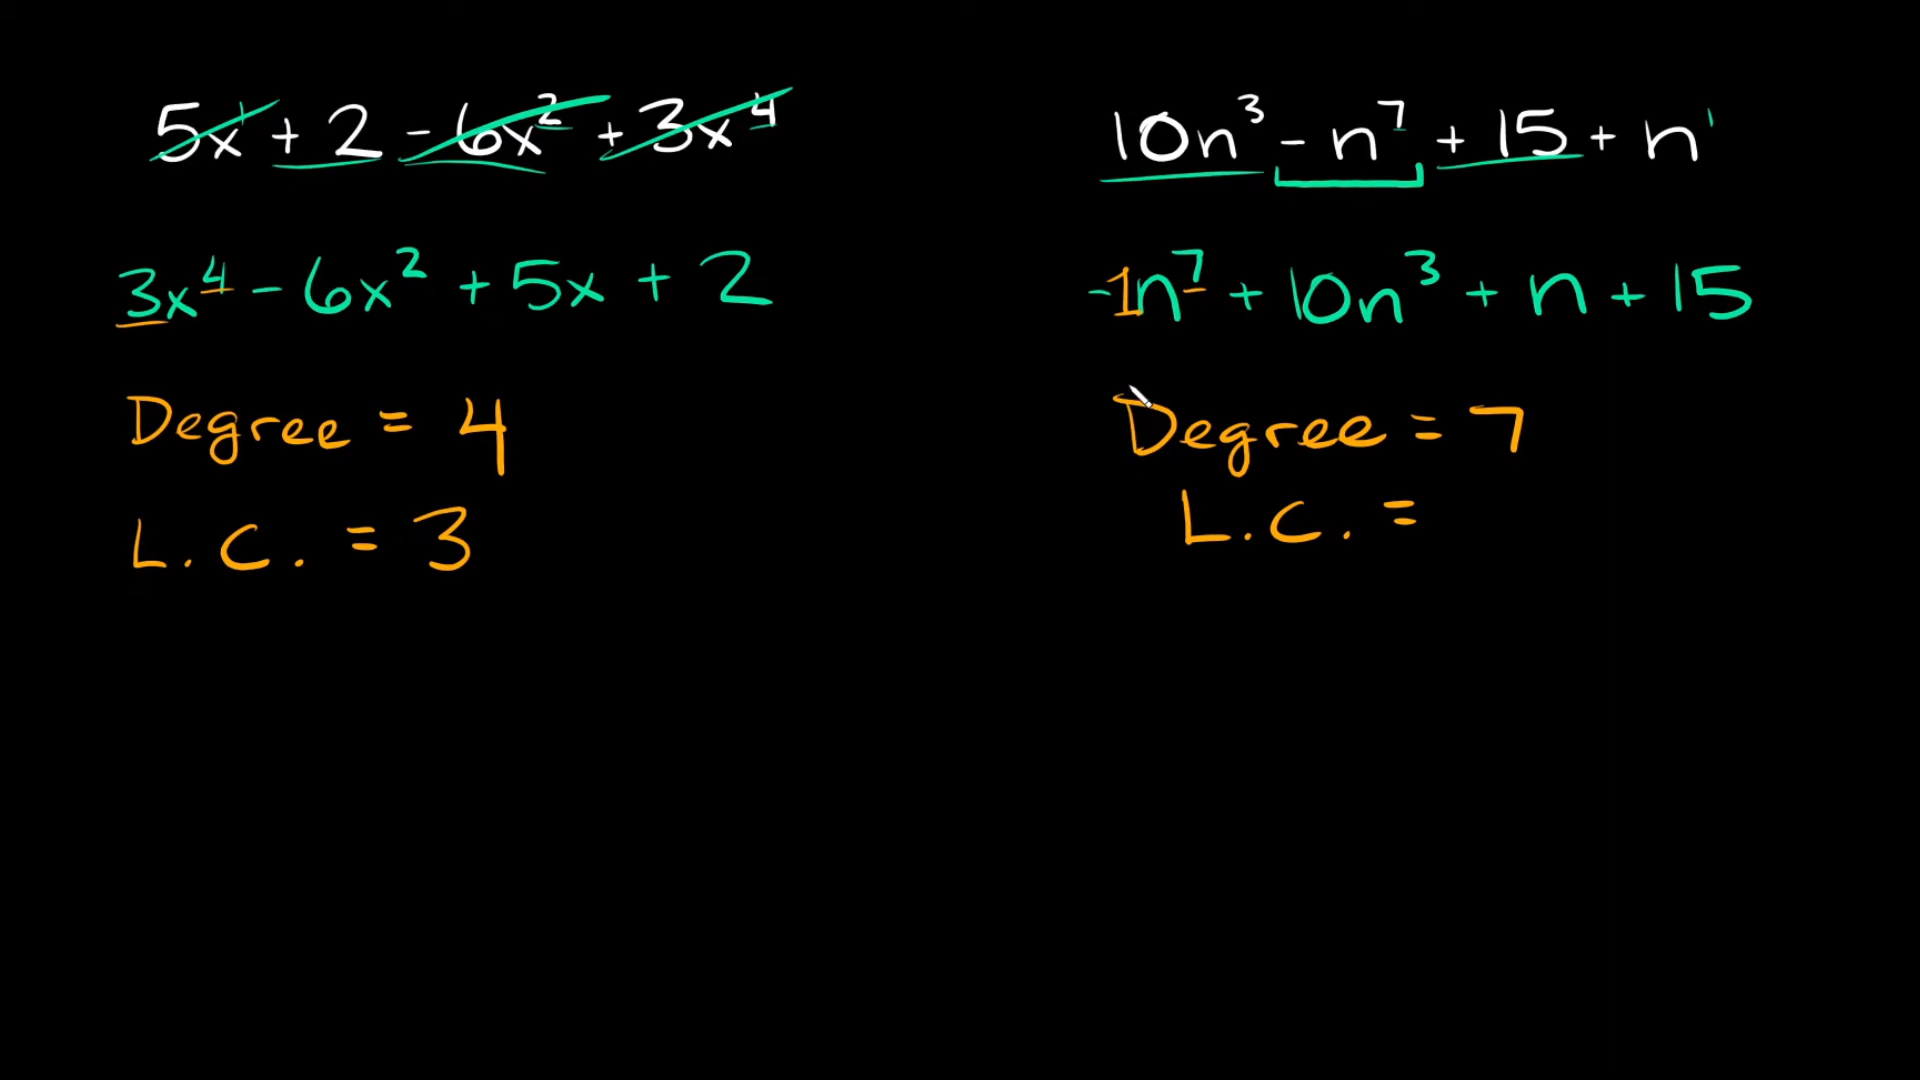 5x¹ + 2 - 6x² + 3x⁴
3x⁴ - 6x² + 5x + 2
Degree = 4
L.C. = 3
10n³ - n⁷ + 15 + n¹
-1n⁷ + 10n³ + n + 15
Degree = 7
L.C. =